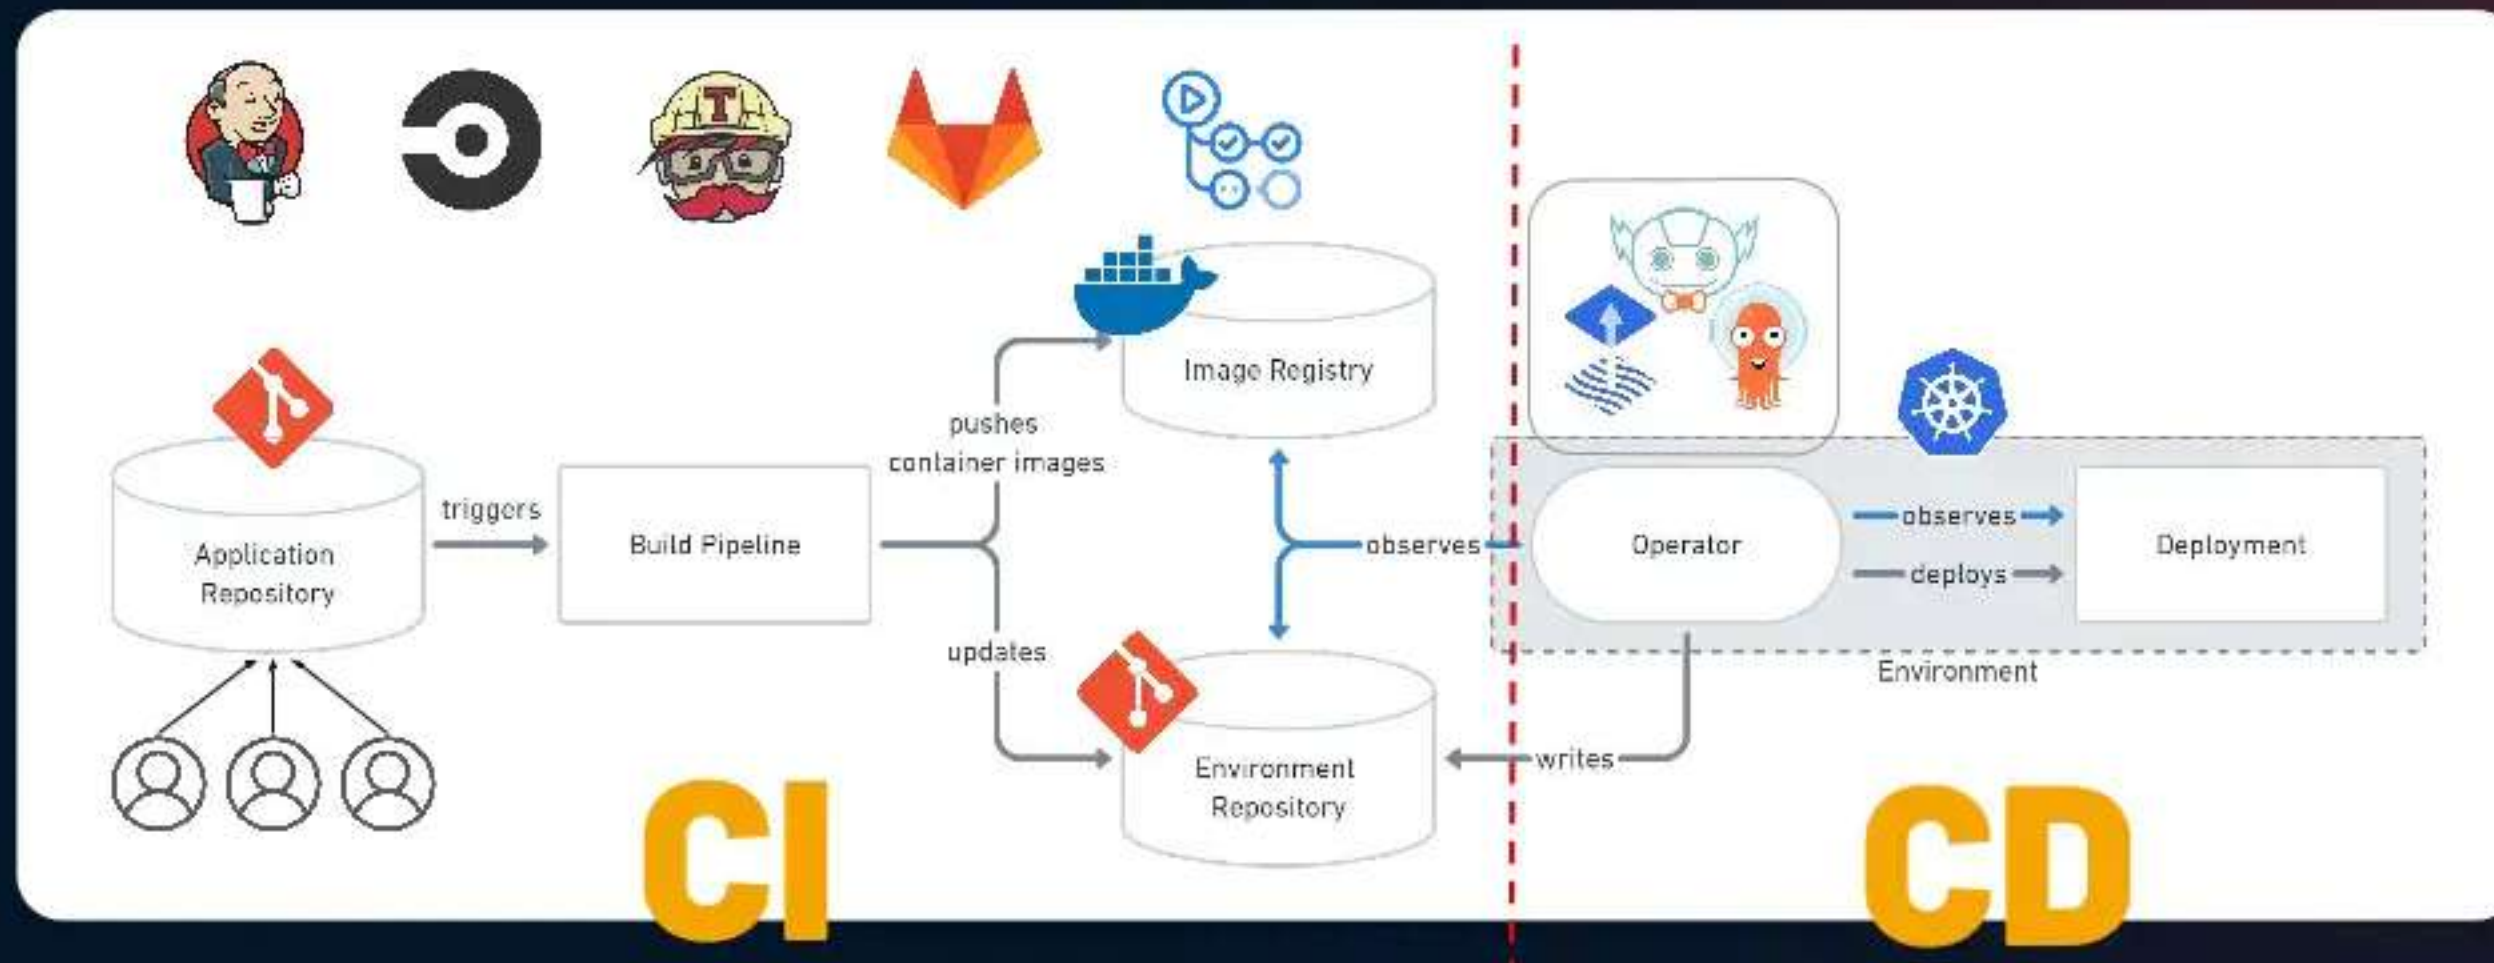 T
Image Registry
pushes
container images
triggers
Application
Repository
Build Pipeline
observes
Operator
observes
deploys
Deployment
updates
Environment
Environment
Repository
writes
CI
CD